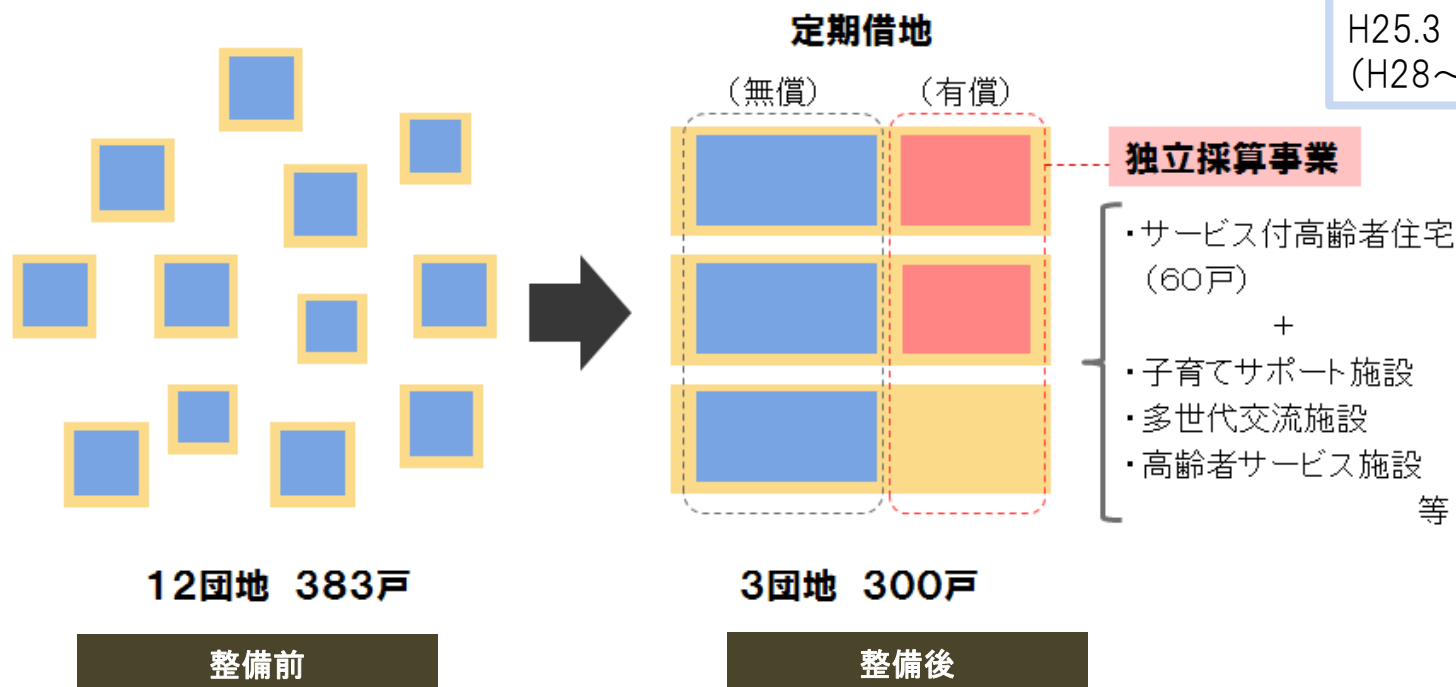 定期借地
(無償)
(有償)
H25.3
(H28～
独立採算事業
・サービス付高齢者住宅
(60戸)
+
・子育てサポート施設
・多世代交流施設
・高齢者サービス施設
等
12団地 383戸
3団地 300戸
整備前
整備後